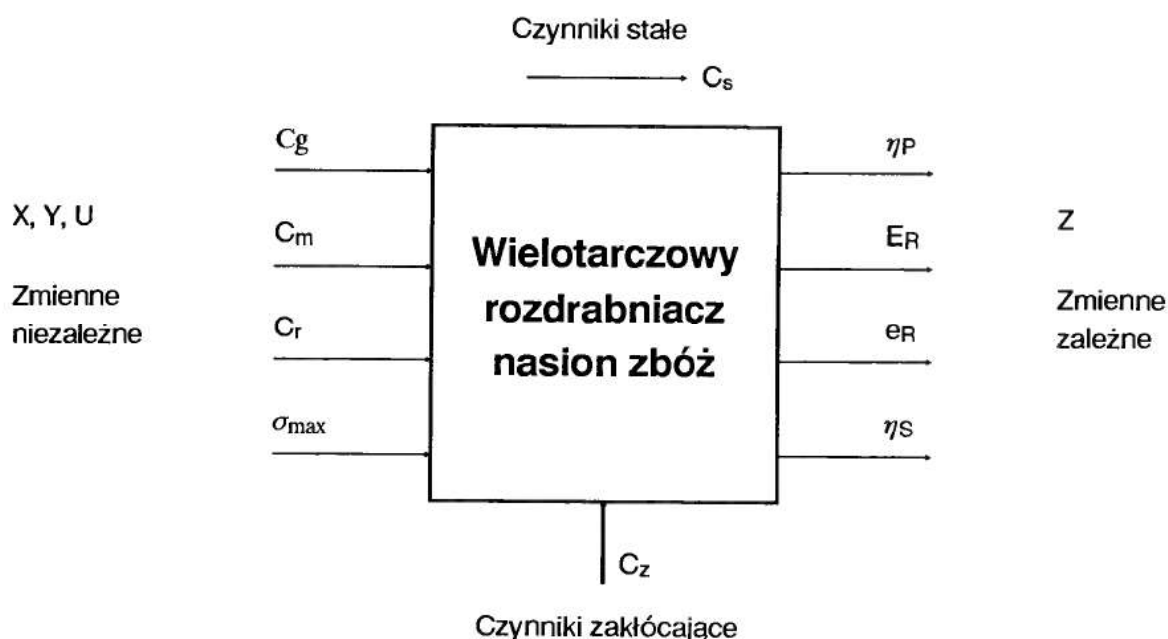 Czynniki stałe
Cs
Cg
Cm
Cr
σmax
X, Y, U
Zmienne
niezależne
Wielotarczowy
rozdrabniacz
nasion zbóż
ηP
ER
eR
ηS
Z
Zmienne
zależne
Cz
Czynniki zakłócające